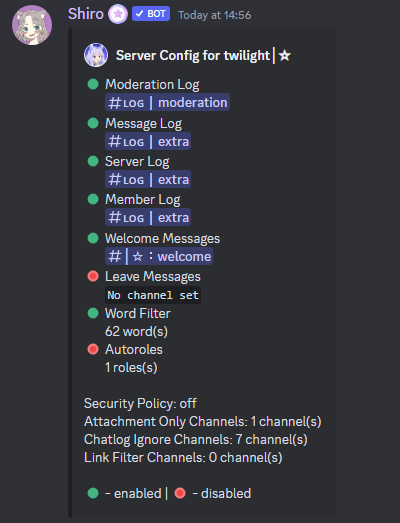 Shiro ✓ BOT Today at 14:56
Server Config for twilight│☆
Moderation Log
#ʟᴏɢ│moderation
Message Log
#ʟᴏɢ│extra
Server Log
#ʟᴏɢ│extra
Member Log
#ʟᴏɢ│extra
Welcome Messages
#│☆：welcome
Leave Messages
No channel set
Word Filter
62 word(s)
Autoroles
1 roles(s)
Security Policy: off
Attachment Only Channels: 1 channel(s)
Chatlog Ignore Channels: 7 channel(s)
Link Filter Channels: 0 channel(s)
- enabled | - disabled